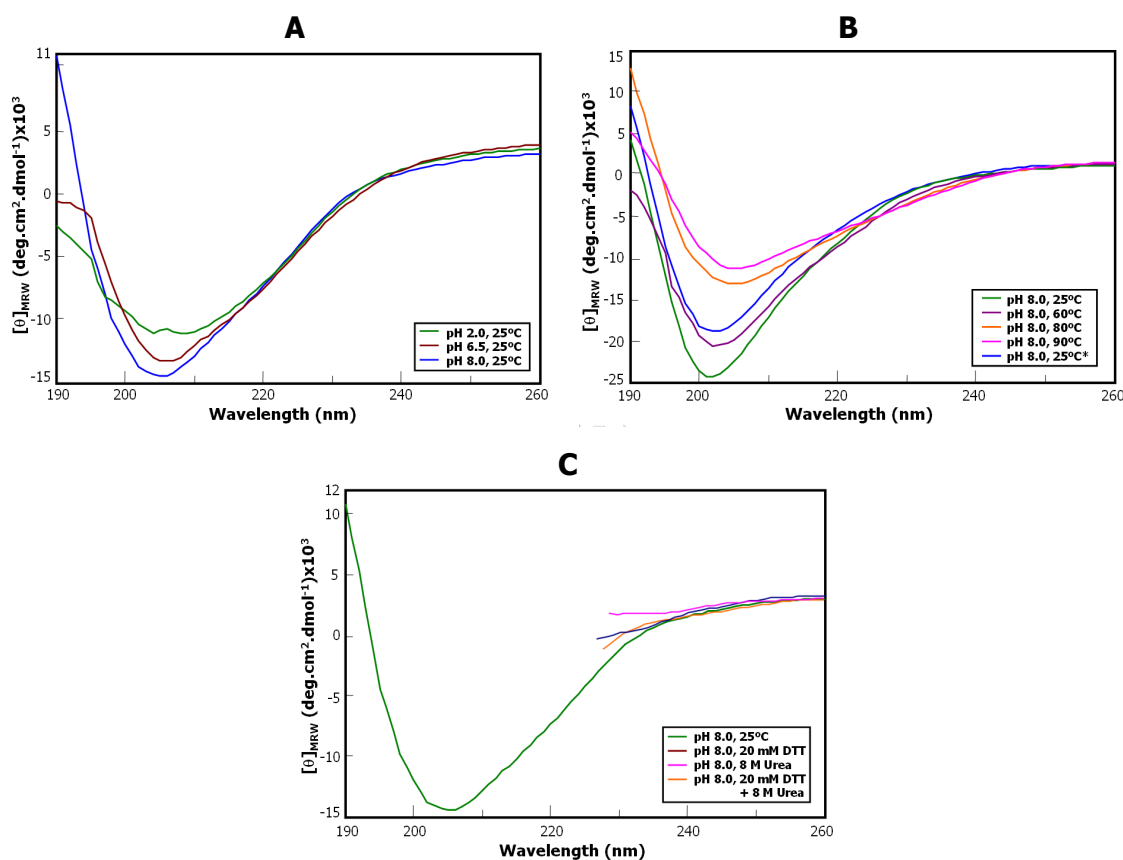 A
[θ]MRW (deg.cm².dmol⁻¹)x10³
11
5
0
-5
-10
-15
190
200
220
240
260
Wavelength (nm)
pH 2.0, 25ºC
pH 6.5, 25ºC
pH 8.0, 25ºC
B
[θ]MRW (deg.cm².dmol⁻¹)x10³
15
10
5
0
-5
-10
-15
-20
-25
190
200
220
240
260
Wavelength (nm)
pH 8.0, 25ºC
pH 8.0, 60ºC
pH 8.0, 80ºC
pH 8.0, 90ºC
pH 8.0, 25ºC*
C
[θ]MRW (deg.cm².dmol⁻¹)x10³
12
10
5
0
-5
-10
-15
190
200
220
240
260
Wavelength (nm)
pH 8.0, 25ºC
pH 8.0, 20 mM DTT
pH 8.0, 8 M Urea
pH 8.0, 20 mM DTT
+ 8 M Urea